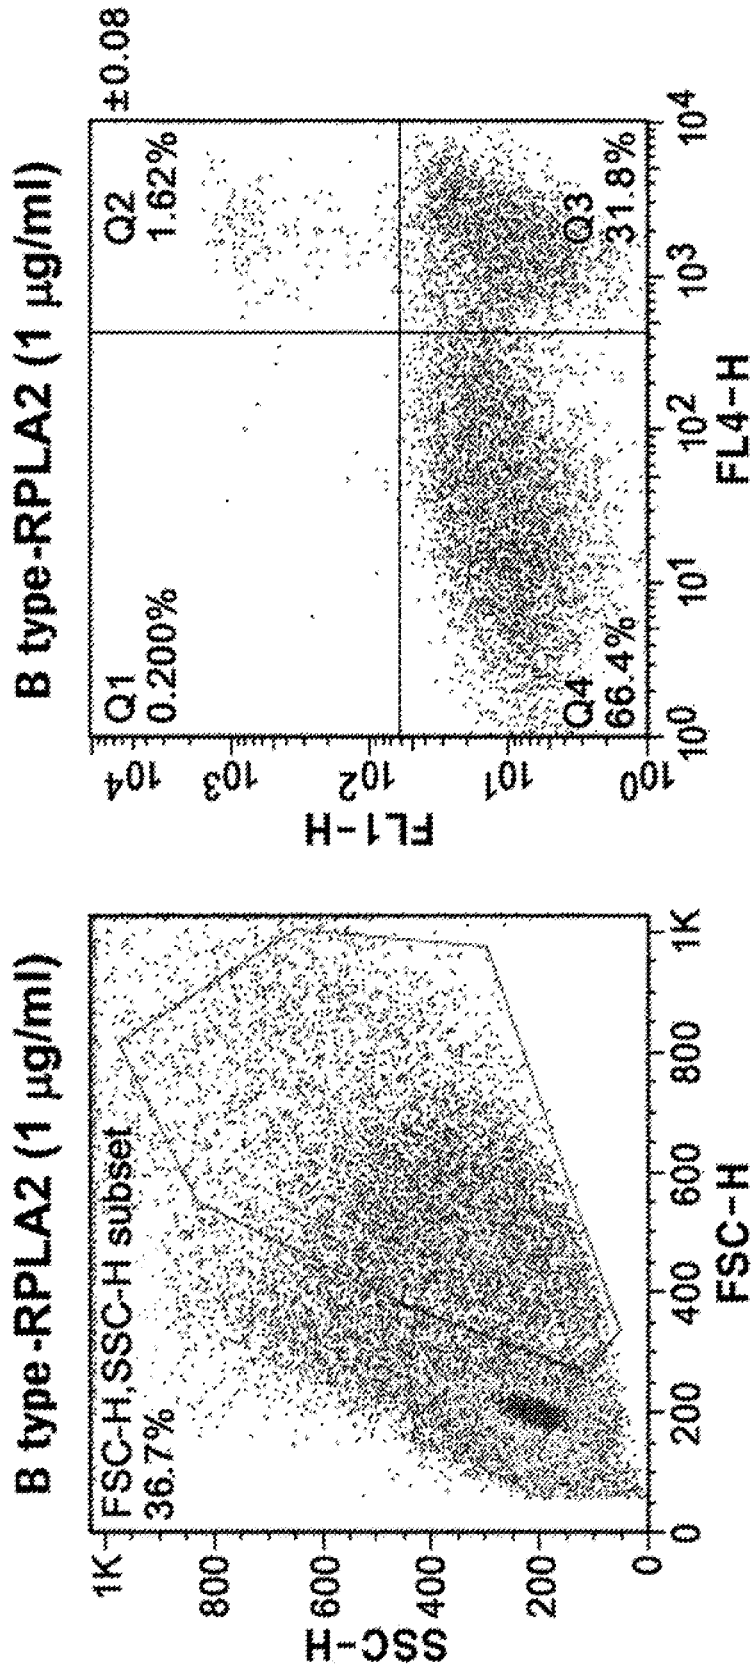 B type-RPLA2 (1 µg/ml)
FSC-H,SSC-H subset
36.7%
1K
800
600
400
200
0
SSC-H
0
200
400
600
800
1K
FSC-H
B type-RPLA2 (1 µg/ml)
±0.08
Q1
0.200%
Q2
1.62%
Q4
66.4%
Q3
31.8%
10⁴
10³
10²
10¹
10⁰
FL1-H
10⁰
10¹
10²
10³
10⁴
FL4-H